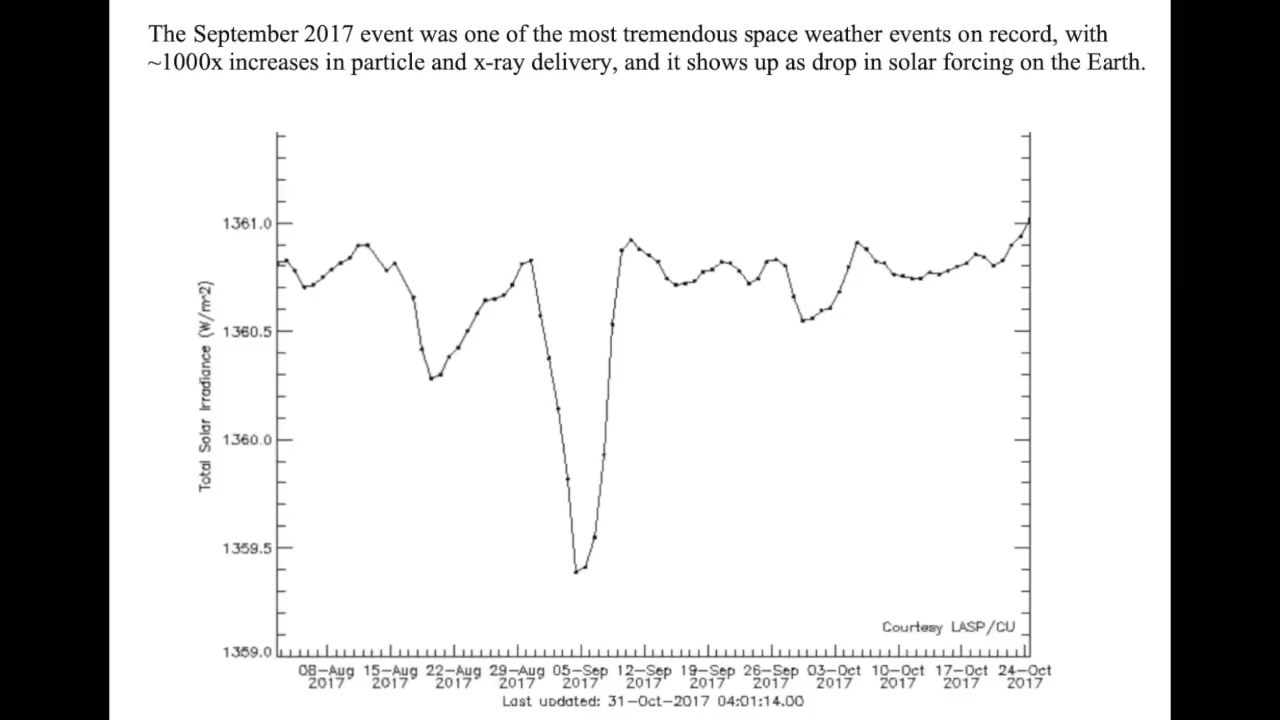 The September 2017 event was one of the most tremendous space weather events on record, with
~1000x increases in particle and x-ray delivery, and it shows up as drop in solar forcing on the Earth.
1361.0
1360.5
1360.0
1359.5
1359.0
Total Solar Irradiance (W/m^2)
Courtesy LASP/CU
08-Aug 15-Aug 22-Aug 29-Aug 05-Sep 12-Sep 19-Sep 26-Sep 03-Oct 10-Oct 17-Oct 24-Oct
2017 2017 2017 2017 2017 2017 2017 2017 2017 2017 2017 2017
Last updated: 31-Oct-2017 04:01:14.00